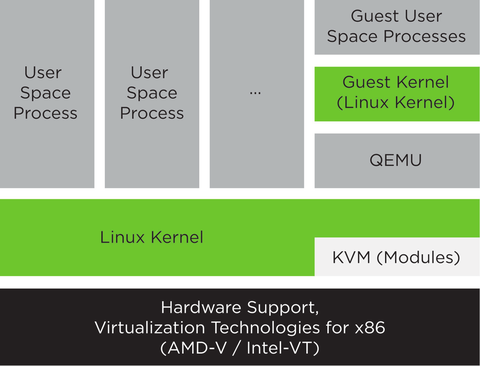 User
Space
Process
User
Space
Process
...
Guest User
Space Processes
Guest Kernel
(Linux Kernel)
QEMU
Linux Kernel
KVM (Modules)
Hardware Support,
Virtualization Technologies for x86
(AMD-V / Intel-VT)